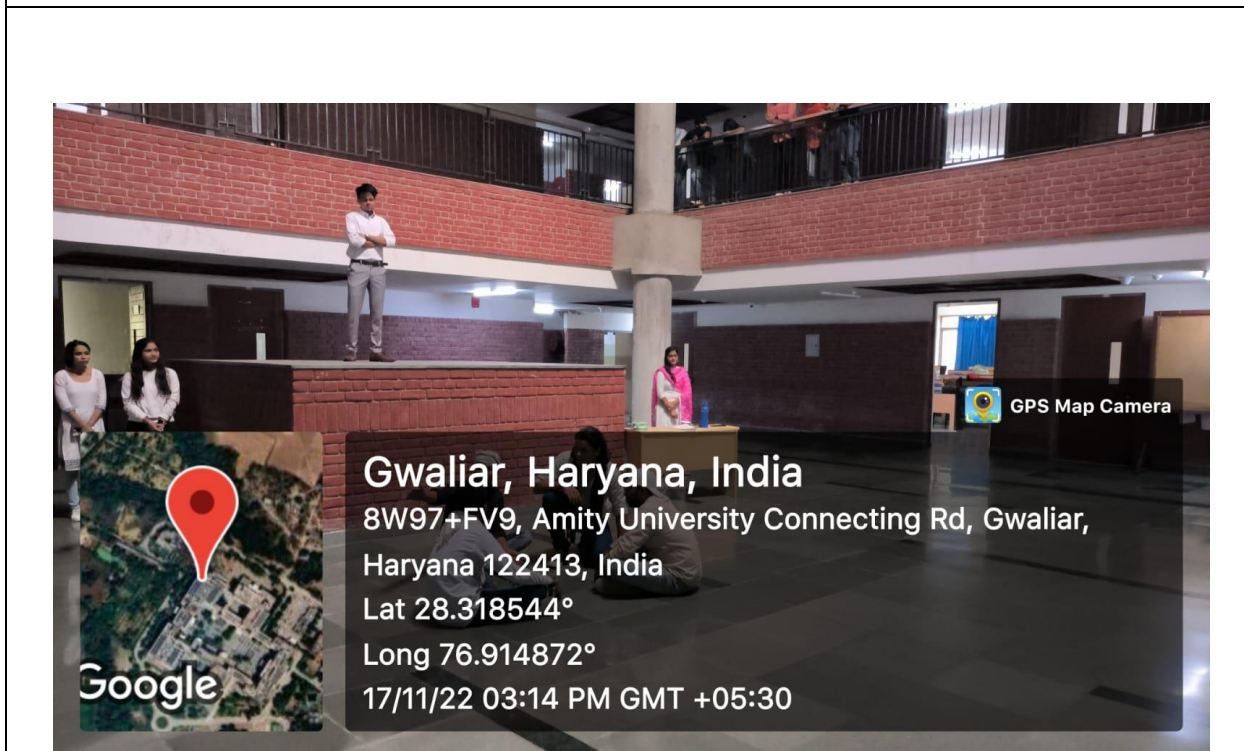 GPS Map Camera
Gwaliar, Haryana, India
8W97+FV9, Amity University Connecting Rd, Gwaliar,
Haryana 122413, India
Lat 28.318544°
Long 76.914872°
17/11/22 03:14 PM GMT +05:30
Google